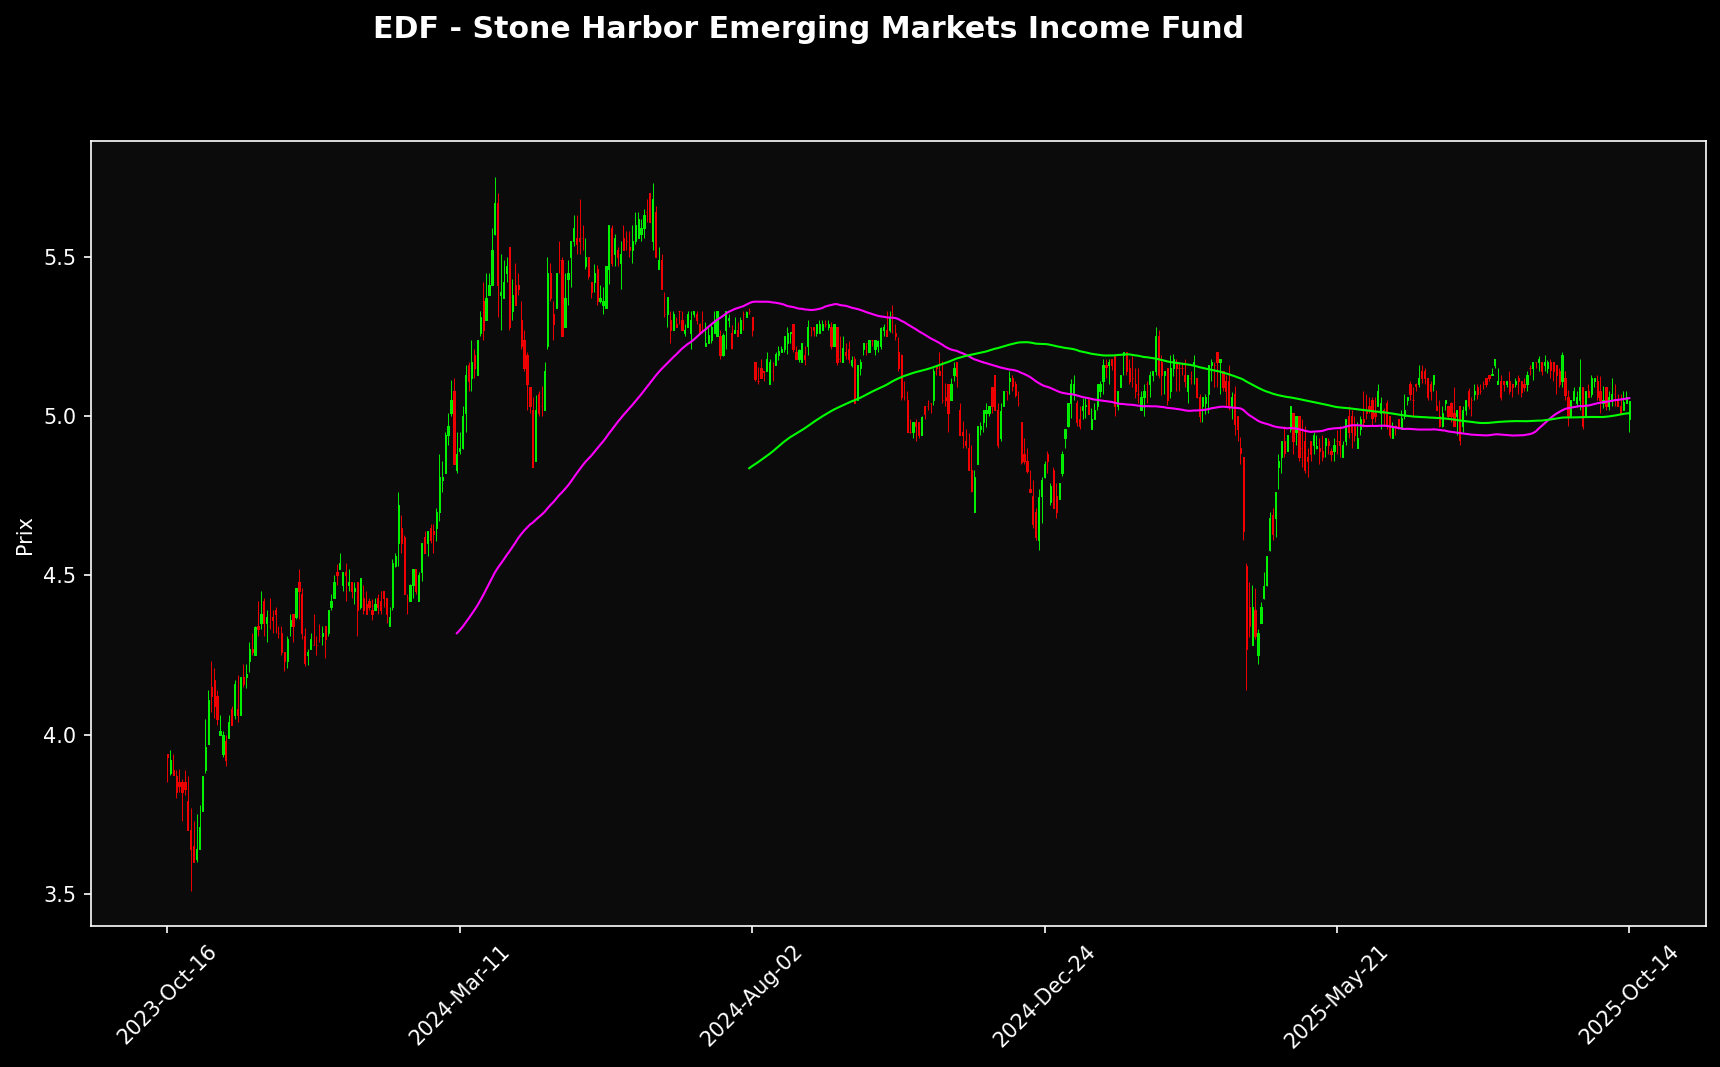 EDF - Stone Harbor Emerging Markets Income Fund
Prix
5.5
5.0
4.5
4.0
3.5
2023-Oct-16
2024-Mar-11
2024-Aug-02
2024-Dec-24
2025-May-21
2025-Oct-14